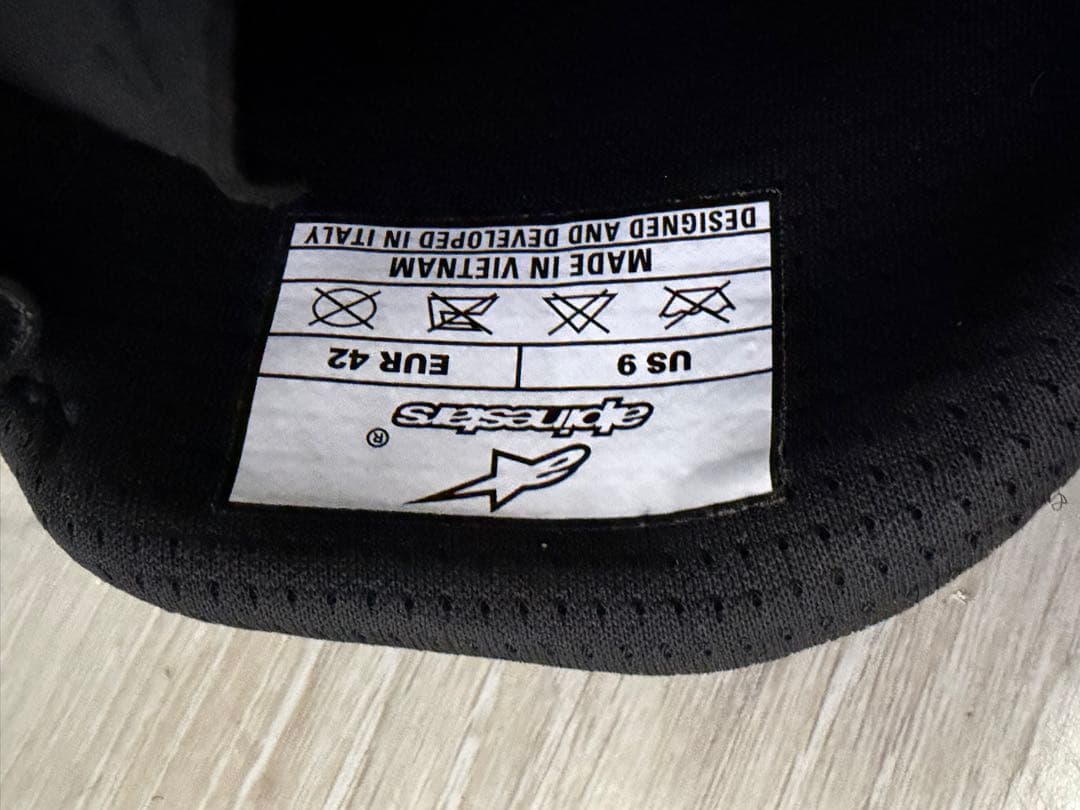 alpinestars®
US 9 EUR 42
MADE IN VIETNAM
DESIGNED AND DEVELOPED IN ITALY